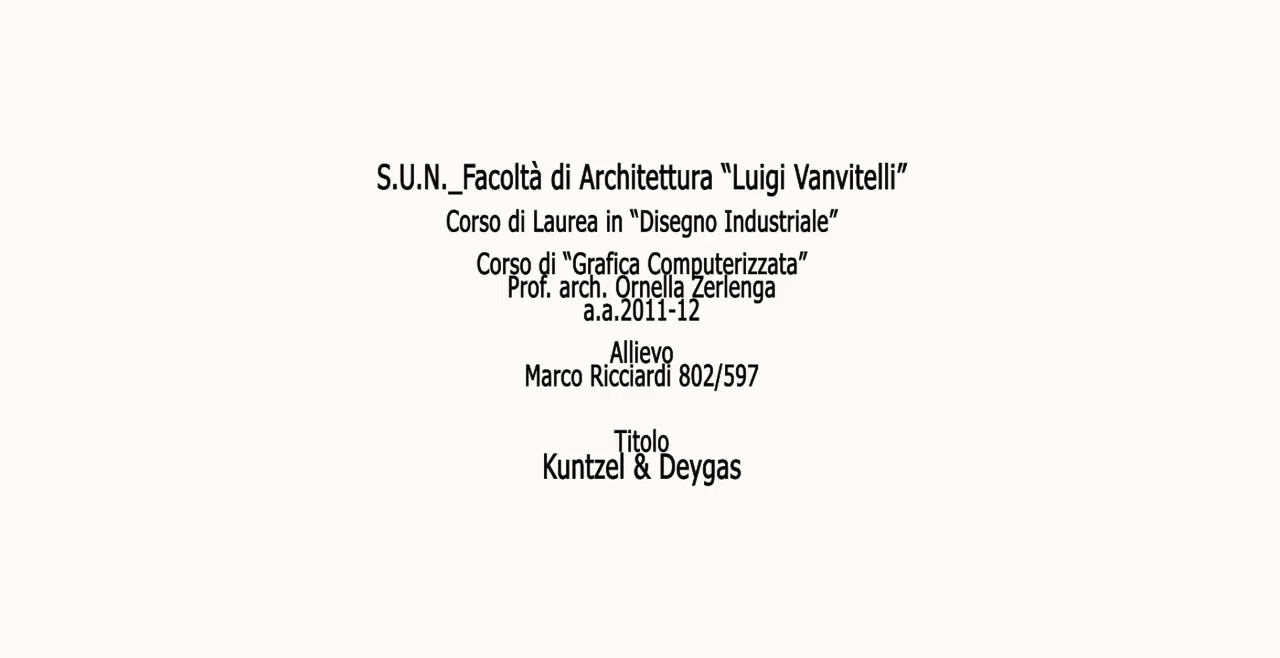 S.U.N._Facoltà di Architettura “Luigi Vanvitelli”
Corso di Laurea in “Disegno Industriale”
Corso di “Grafica Computerizzata”
Prof. arch. Ornella Zerlenga
a.a.2011-12
Allievo
Marco Ricciardi 802/597
Titolo
Kuntzel & Deygas